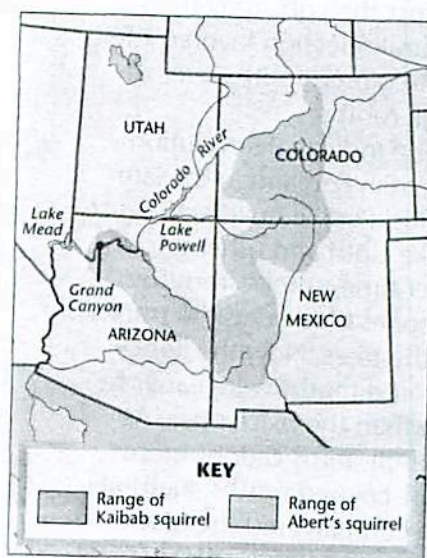 UTAH
Colorado River
COLORADO
Lake
Mead
Lake
Powell
Grand
Canyon
ARIZONA
NEW
MEXICO
KEY
Range of
Kaibab squirrel
Range of
Abert's squirrel